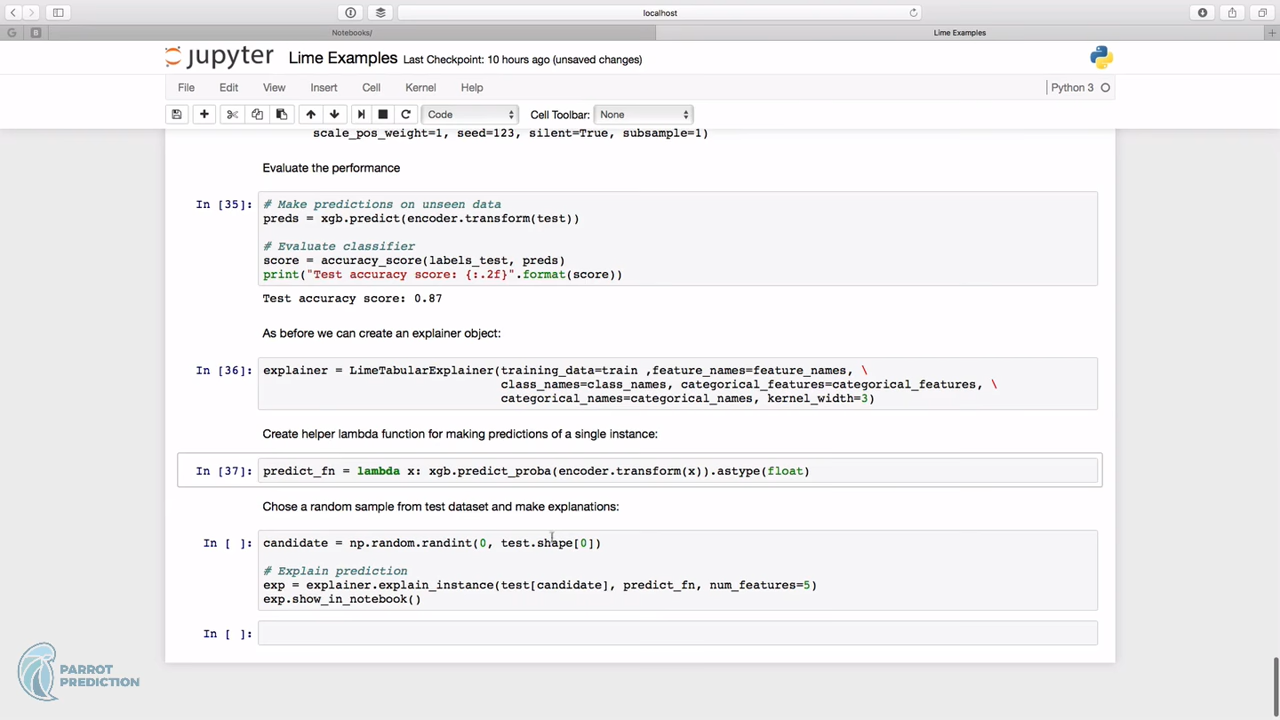 localhost
G
B
Notebooks/
Lime Examples
jupyter Lime Examples Last Checkpoint: 10 hours ago (unsaved changes)
File Edit View Insert Cell Kernel Help
Python 3
Code Cell Toolbar: None
scale_pos_weight=1, seed=123, silent=True, subsample=1)
Evaluate the performance
In [35]: # Make predictions on unseen data
preds = xgb.predict(encoder.transform(test))
# Evaluate classifier
score = accuracy_score(labels_test, preds)
print("Test accuracy score: {:.2f}".format(score))
Test accuracy score: 0.87
As before we can create an explainer object:
In [36]: explainer = LimeTabularExplainer(training_data=train ,feature_names=feature_names, \
class_names=class_names, categorical_features=categorical_features, \
categorical_names=categorical_names, kernel_width=3)
Create helper lambda function for making predictions of a single instance:
In [37]: predict_fn = lambda x: xgb.predict_proba(encoder.transform(x)).astype(float)
Chose a random sample from test dataset and make explanations:
In [ ]: candidate = np.random.randint(0, test.shape[0])
# Explain prediction
exp = explainer.explain_instance(test[candidate], predict_fn, num_features=5)
exp.show_in_notebook()
In [ ]:
PARROT
PREDICTION